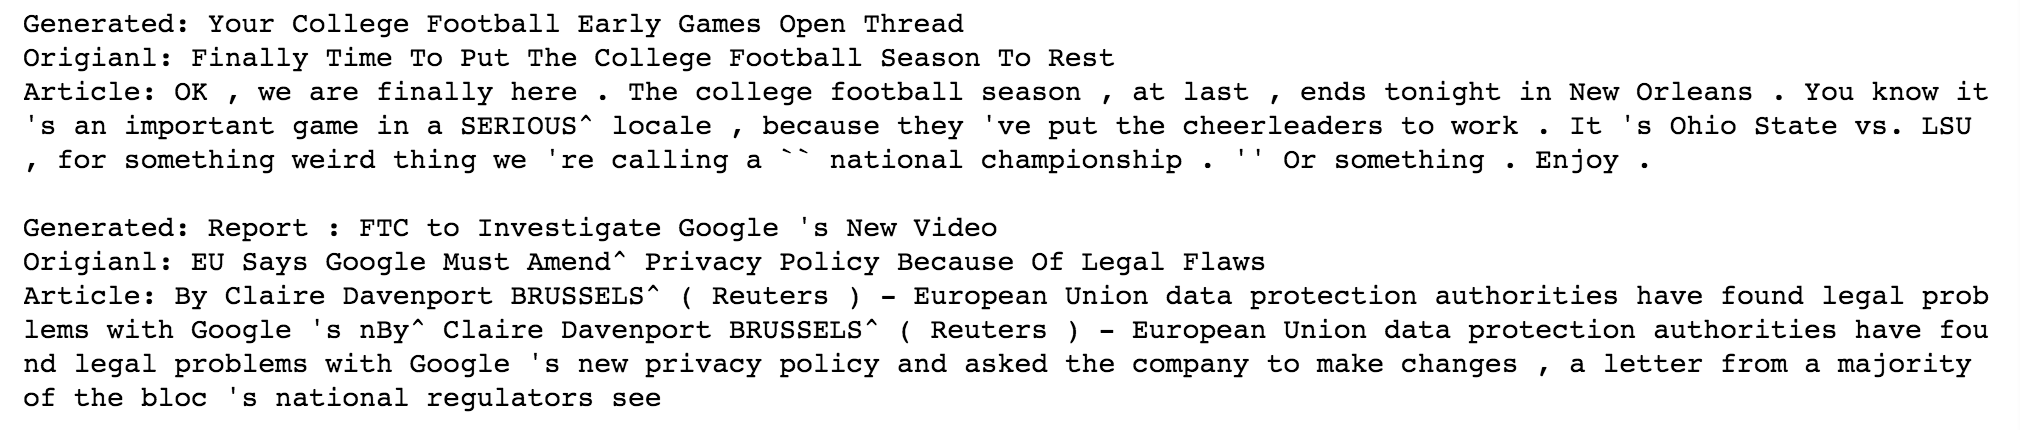 Generated: Your College Football Early Games Open Thread
Origianl: Finally Time To Put The College Football Season To Rest
Article: OK , we are finally here . The college football season , at last , ends tonight in New Orleans . You know it
's an important game in a SERIOUS^ locale , because they 've put the cheerleaders to work . It 's Ohio State vs. LSU
, for something weird thing we 're calling a `` national championship . '' Or something . Enjoy .

Generated: Report : FTC to Investigate Google 's New Video
Origianl: EU Says Google Must Amend^ Privacy Policy Because Of Legal Flaws
Article: By Claire Davenport BRUSSELS^ ( Reuters ) – European Union data protection authorities have found legal prob
lems with Google 's nBy^ Claire Davenport BRUSSELS^ ( Reuters ) – European Union data protection authorities have fou
nd legal problems with Google 's new privacy policy and asked the company to make changes , a letter from a majority
of the bloc 's national regulators see